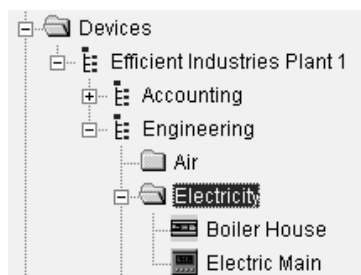 Devices
Efficient Industries Plant 1
Accounting
Engineering
Air
Electricity
Boiler House
Electric Main